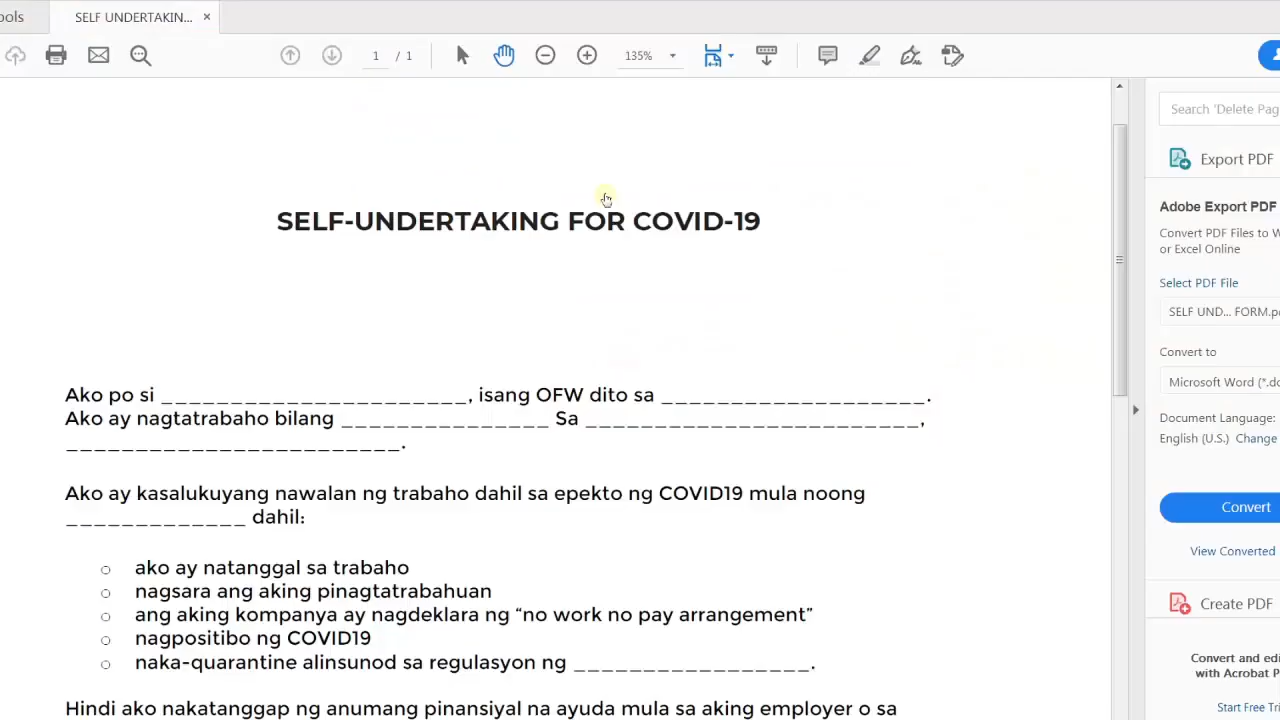 ools
SELF UNDERTAKIN... ×
1 / 1
135%
Search 'Delete Pag
Export PDF
SELF-UNDERTAKING FOR COVID-19
Adobe Export PDF
Convert PDF Files to W
or Excel Online
Select PDF File
SELF UND... FORM.p
Convert to
Microsoft Word (*.do
Document Language:
English (U.S.) Change
Convert
View Converted
Create PDF
Convert and edi
with Acrobat P
Start Free Tri
Ako po si ______________________, isang OFW dito sa ___________________.
Ako ay nagtatrabaho bilang _______________ Sa ________________________,
________________________.
Ako ay kasalukuyang nawalan ng trabaho dahil sa epekto ng COVID19 mula noong
_____________ dahil:
○ ako ay natanggal sa trabaho
○ nagsara ang aking pinagtatrabahuan
○ ang aking kompanya ay nagdeklara ng “no work no pay arrangement”
○ nagpositibo ng COVID19
○ naka-quarantine alinsunod sa regulasyon ng _________________.
Hindi ako nakatanggap ng anumang pinansiyal na ayuda mula sa aking employer o sa